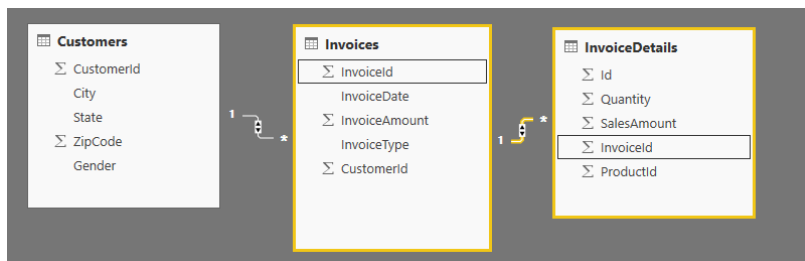 Customers
Σ CustomerId
City
State
Σ ZipCode
Gender
1
*
Invoices
Σ InvoiceId
InvoiceDate
Σ InvoiceAmount
InvoiceType
Σ CustomerId
1
*
InvoiceDetails
Σ Id
Σ Quantity
Σ SalesAmount
Σ InvoiceId
Σ ProductId